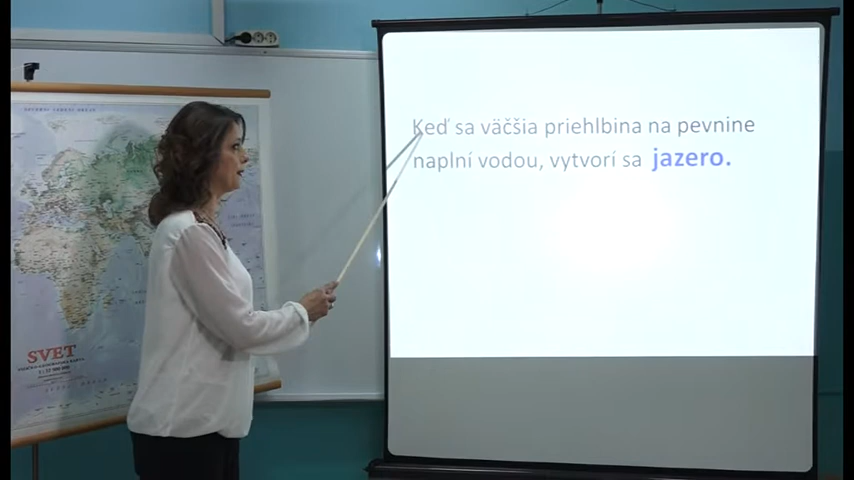 Keď sa väčšia priehlbina na pevnine
naplní vodou, vytvorí sa jazero.
SVET